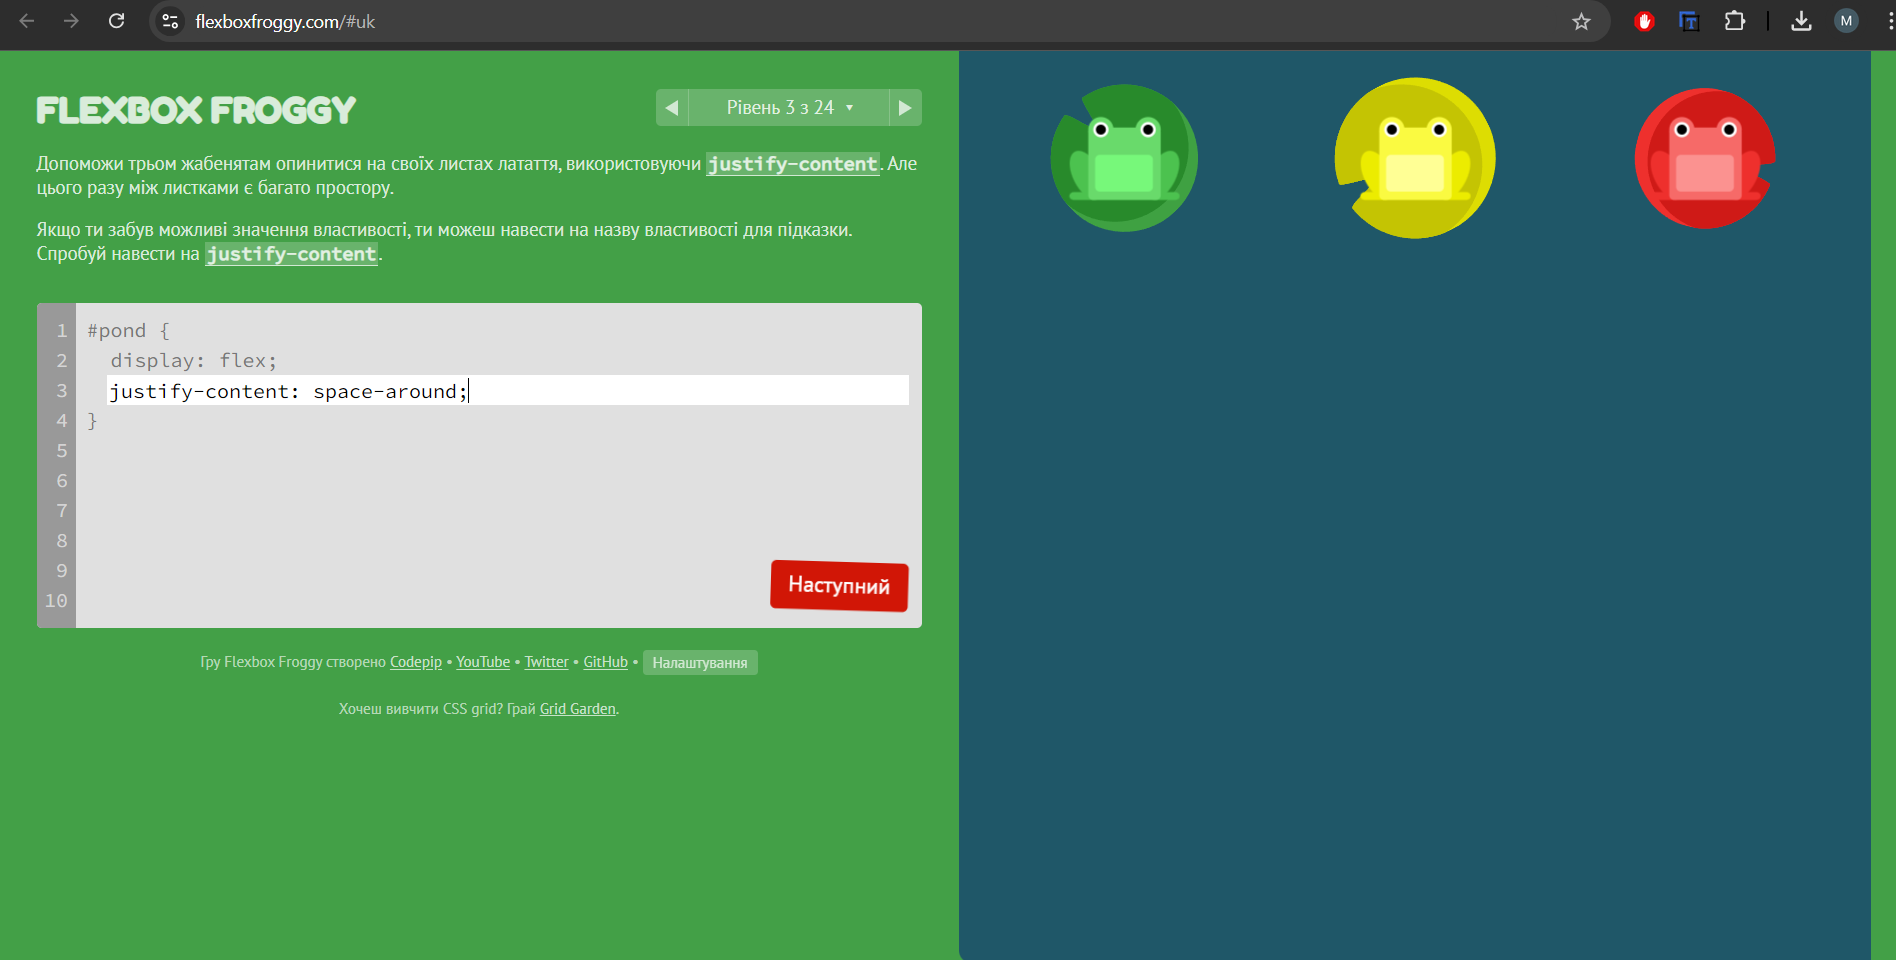 flexboxfroggy.com/#uk
M
FLEXBOX FROGGY
Рівень 3 з 24
Допоможи трьом жабенятам опинитися на своїх листах латаття, використовуючи justify-content. Але
цього разу між листками є багато простору.
Якщо ти забув можливі значення властивості, ти можеш навести на назву властивості для підказки.
Спробуй навести на justify-content.
1 #pond {
2 display: flex;
3 justify-content: space-around;
4 }
5
6
7
8
9
10
Наступний
Гру Flexbox Froggy створено Codepip • YouTube • Twitter • GitHub • Налаштування
Хочеш вивчити CSS grid? Грай Grid Garden.